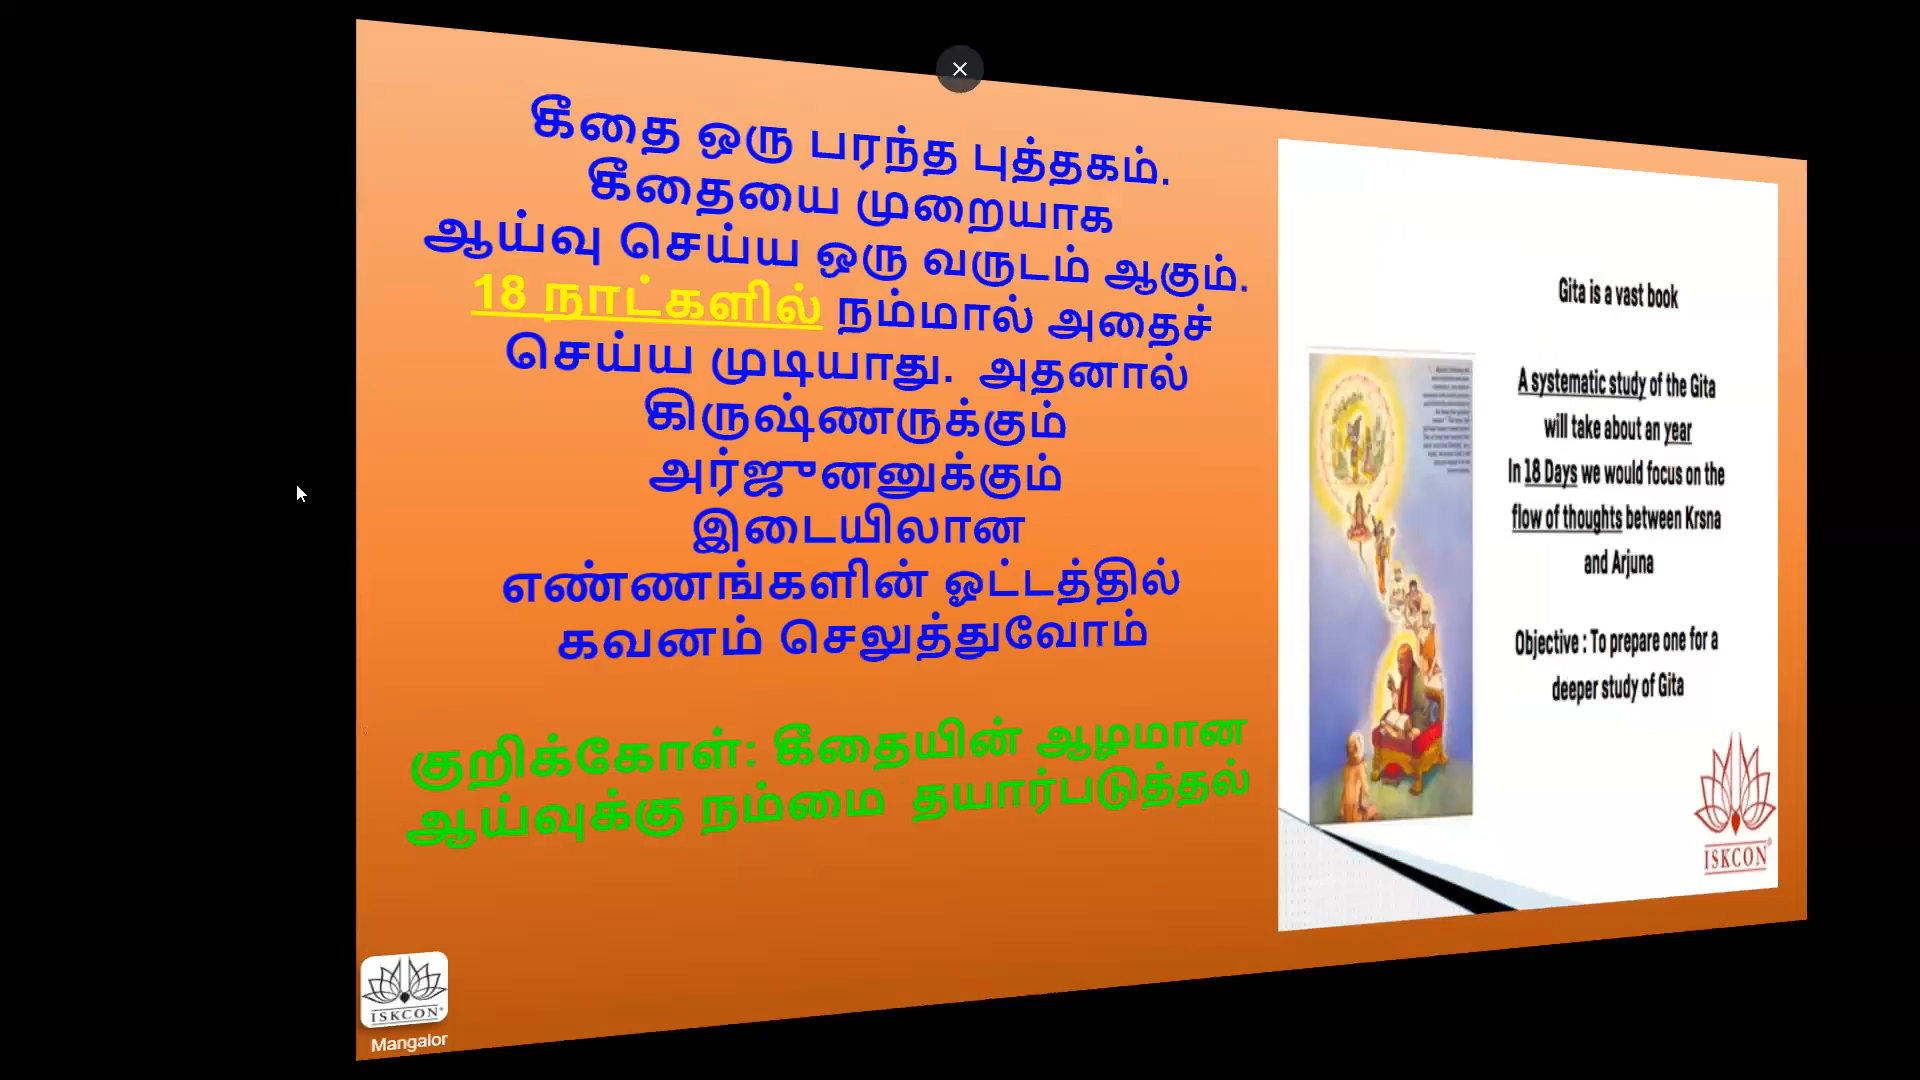 கீதை ஒரு பரந்த புத்தகம்.
கீதையை முறையாக
ஆய்வு செய்ய ஒரு வருடம் ஆகும்.
18 நாட்களில் நம்மால் அதைச்
செய்ய முடியாது. அதனால்
கிருஷ்ணருக்கும்
அர்ஜுனனுக்கும்
இடையிலான
எண்ணங்களின் ஓட்டத்தில்
கவனம் செலுத்துவோம்
குறிக்கோள்: கீதையின் ஆழமான
ஆய்வுக்கு நம்மை தயார்படுத்தல்
Gita is a vast book
A systematic study of the Gita
will take about an year
In 18 Days we would focus on the
flow of thoughts between Krsna
and Arjuna
Objective : To prepare one for a
deeper study of Gita
ISKCON
ISKCON
Mangalor